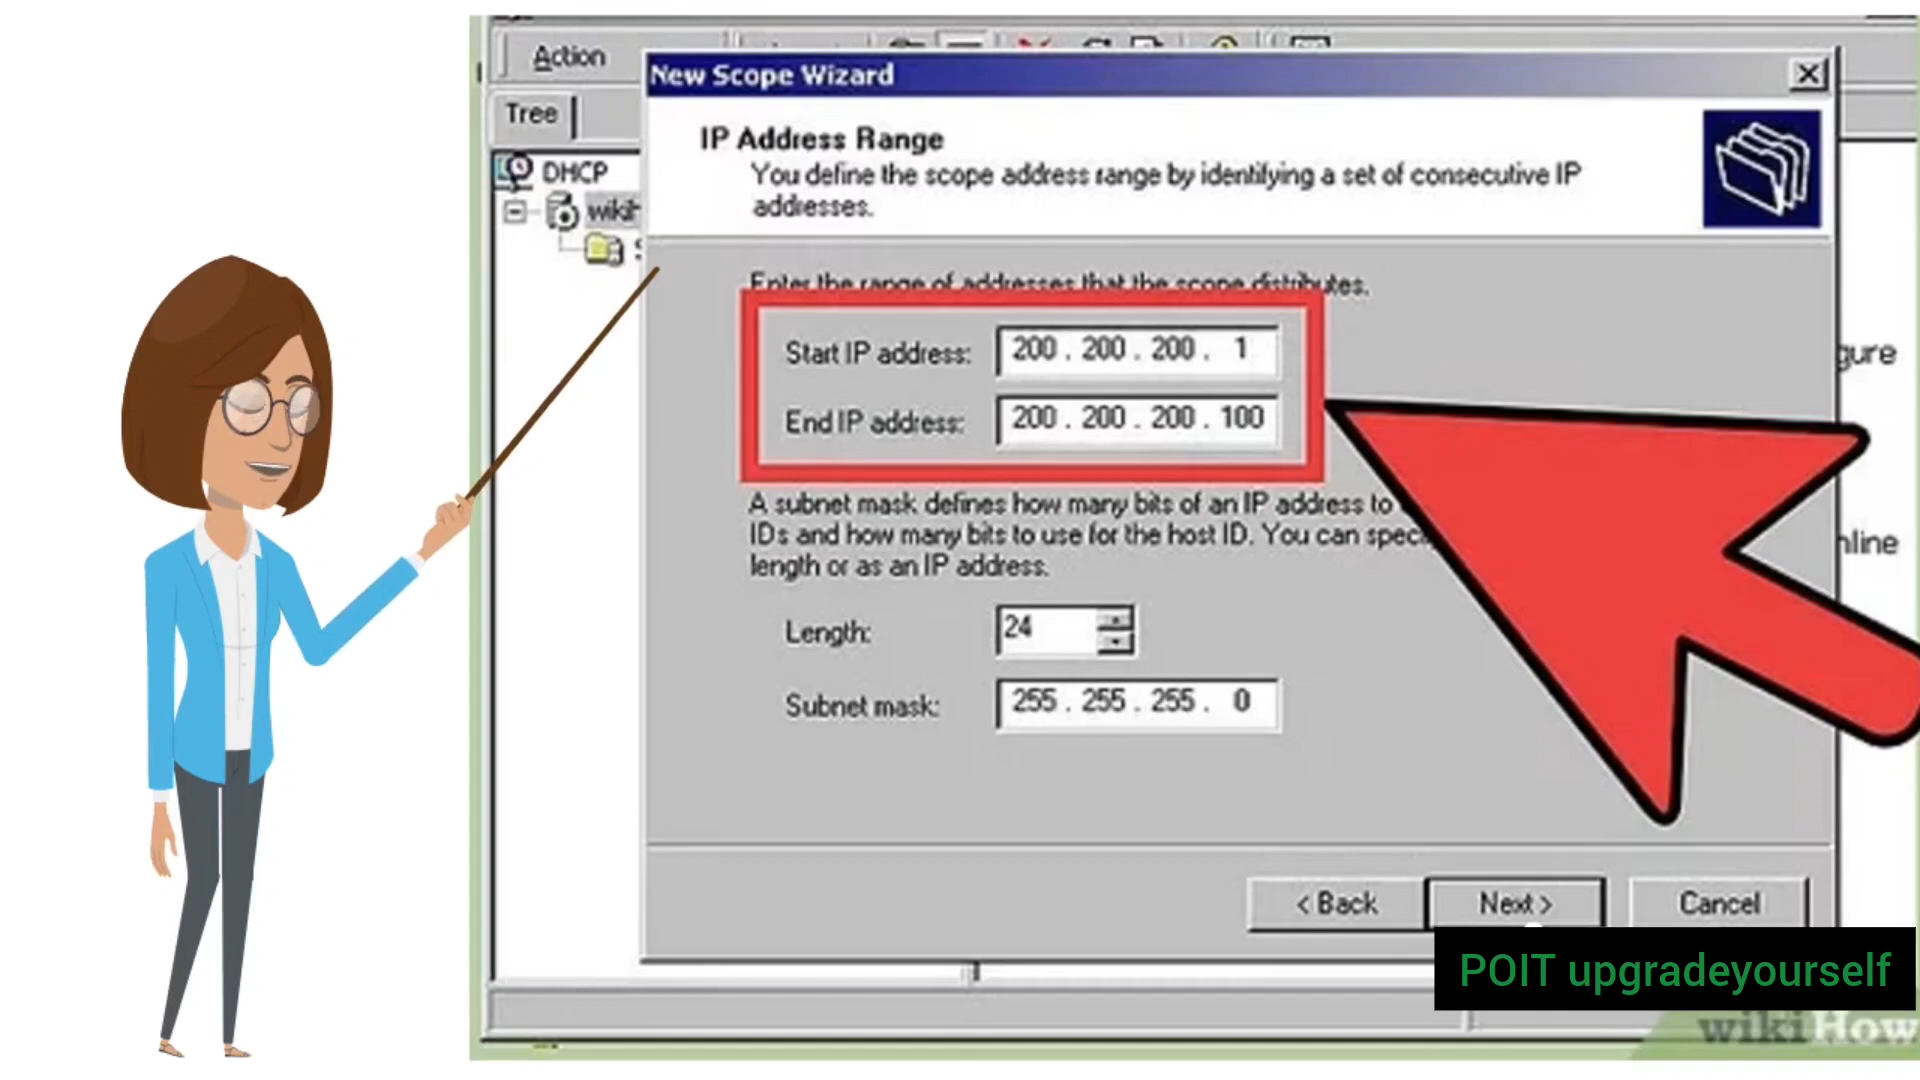 Action
New Scope Wizard
Tree
IP Address Range
You define the scope address range by identifying a set of consecutive IP
addresses.
DHCP
Enter the range of addresses that the scope distributes.
Start IP address: 200 . 200 . 200 . 1
End IP address: 200 . 200 . 200 . 100
A subnet mask defines how many bits of an IP address to
IDs and how many bits to use for the host ID. You can
length or as an IP address.
Length: 24
Subnet mask: 255 . 255 . 255 . 0
< Back Next > Cancel
POIT upgradeyourself
wikiHow